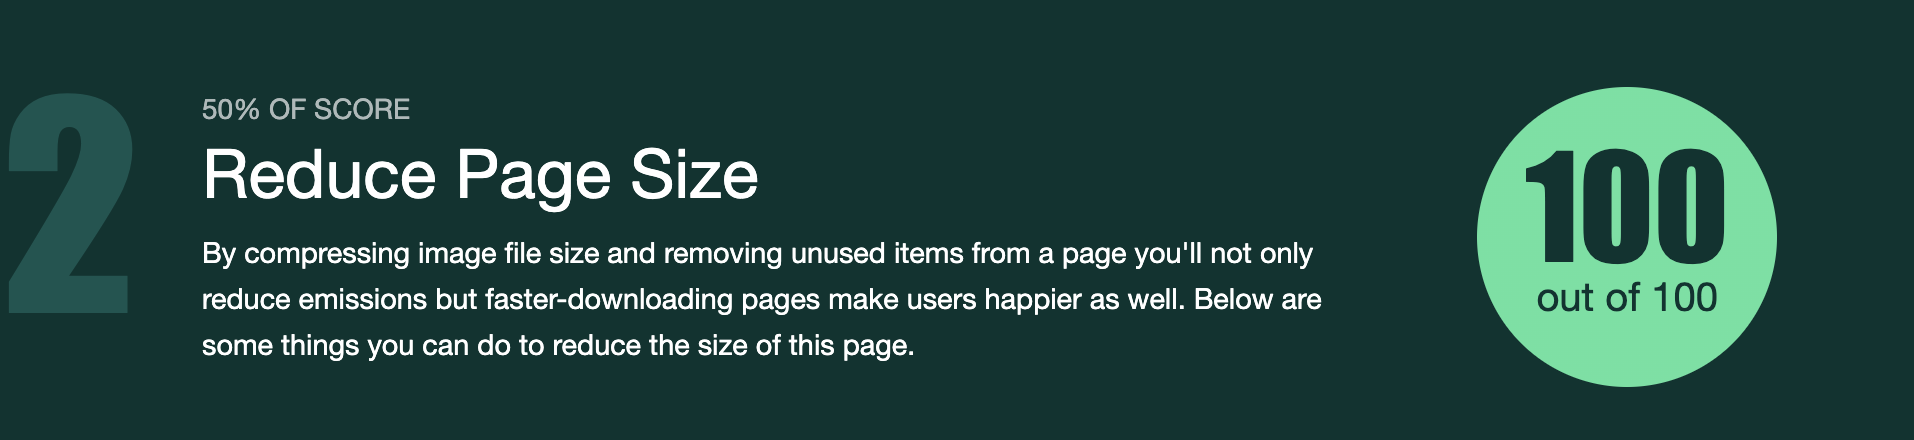 2
50% OF SCORE
Reduce Page Size
By compressing image file size and removing unused items from a page you'll not only
reduce emissions but faster-downloading pages make users happier as well. Below are
some things you can do to reduce the size of this page.
100
out of 100